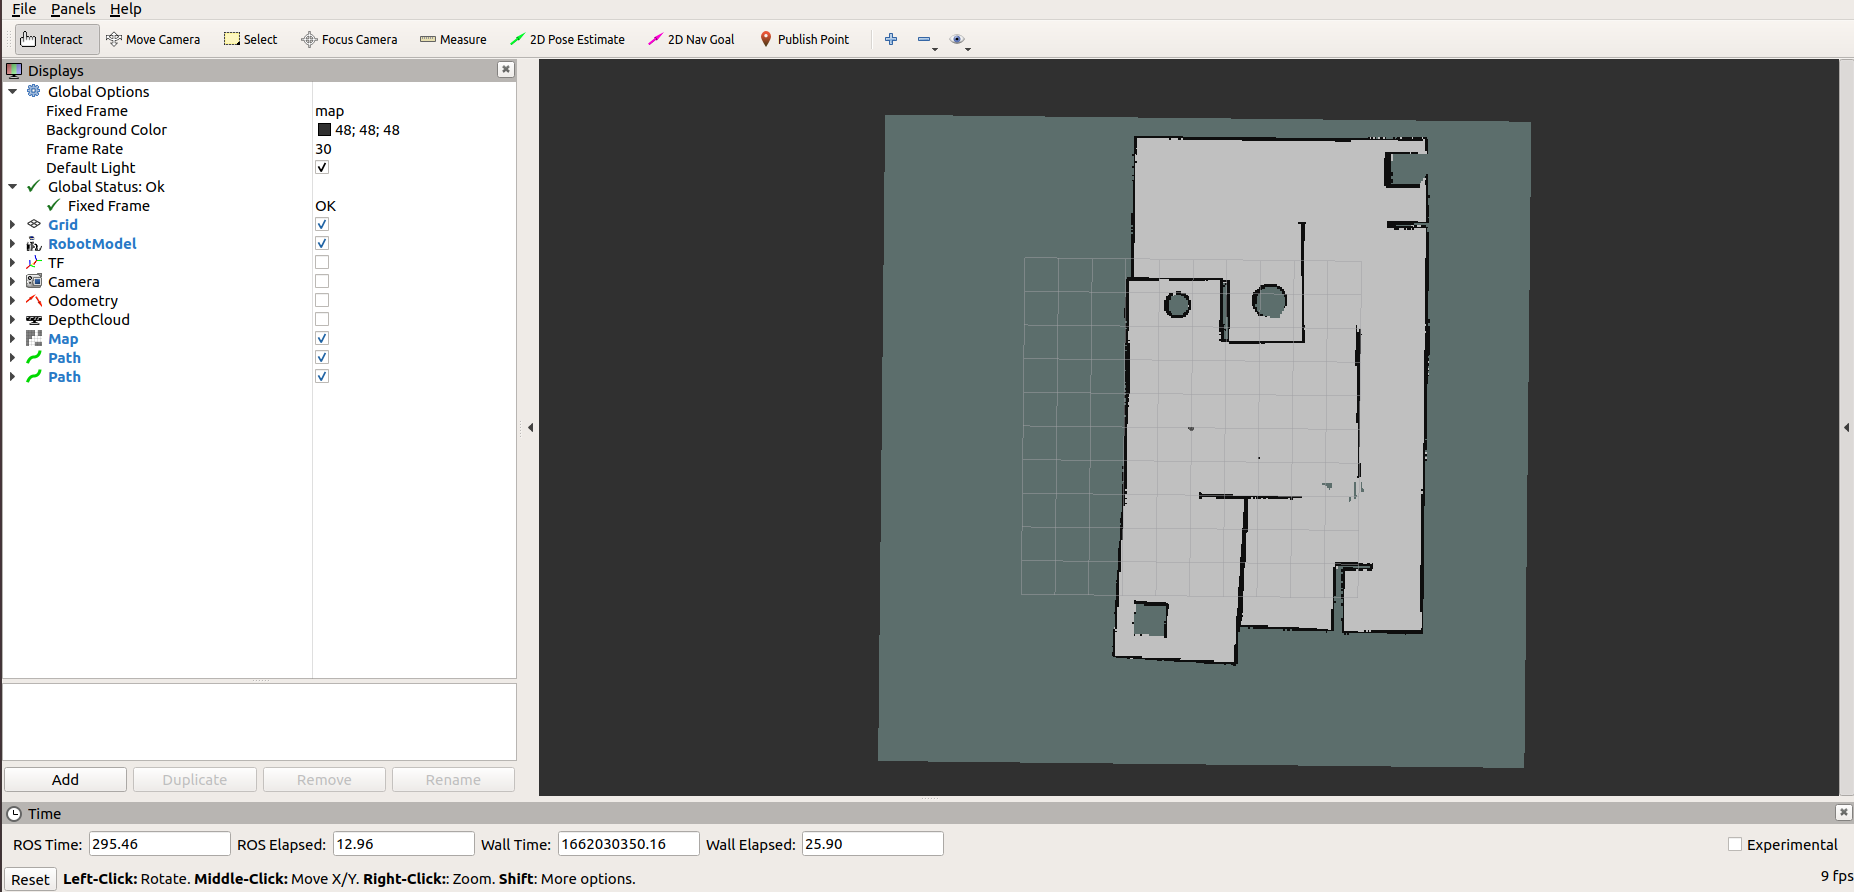 File Panels Help
Interact Move Camera Select Focus Camera Measure 2D Pose Estimate 2D Nav Goal Publish Point
Displays
Global Options
Fixed Frame map
Background Color 48; 48; 48
Frame Rate 30
Default Light
Global Status: Ok
Fixed Frame OK
Grid
RobotModel
TF
Camera
Odometry
DepthCloud
Map
Path
Path
Add Duplicate Remove Rename
Time
ROS Time: 295.46 ROS Elapsed: 12.96 Wall Time: 1662030350.16 Wall Elapsed: 25.90 Experimental
Reset Left-Click: Rotate. Middle-Click: Move X/Y. Right-Click:: Zoom. Shift: More options. 9 fps